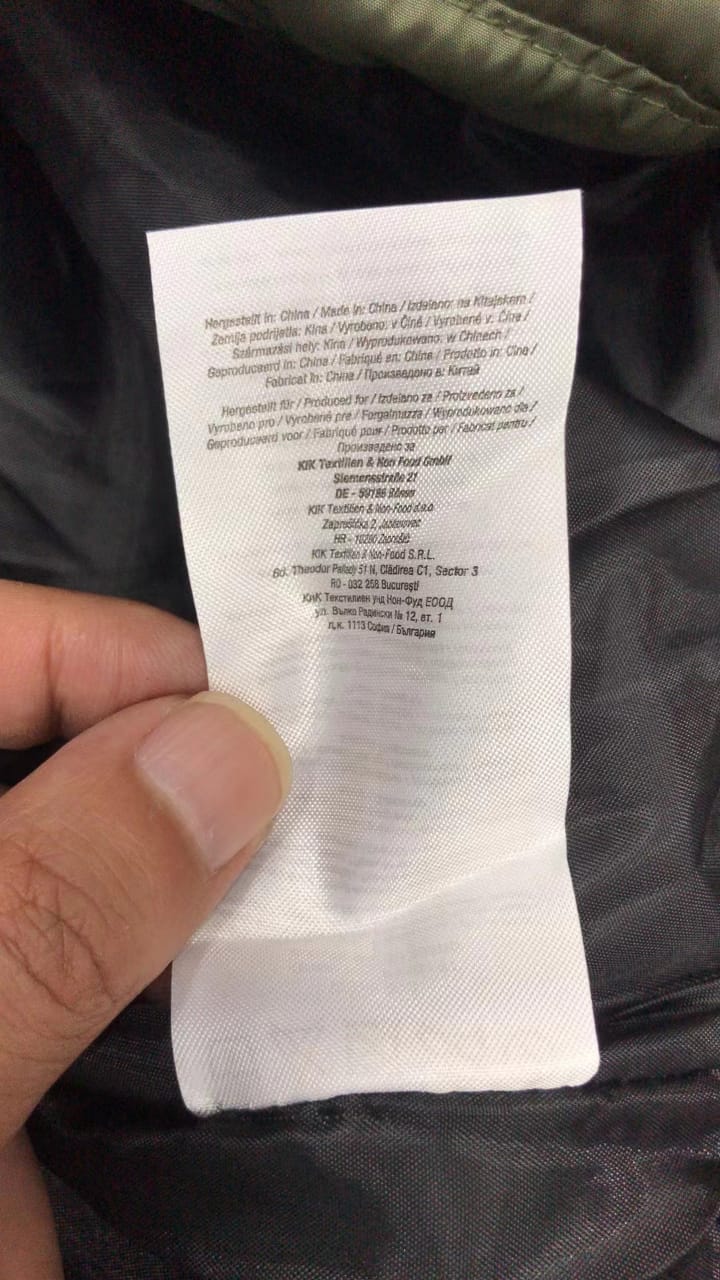 Hergestellt in: China / Made in: China / Izdelano: na Kitajskem /
Zemlja podrijetla: Kina / Vyrobeno: v Číně / Vyrobené v: Čína /
Származási hely: Kína / Wyprodukowano: w Chinach /
Geproduceerd in: China / Fabriqué en: Chine / Prodotto in: Cina /
Fabricat în: China / Произведено в: Китай
Hergestellt für / Produced for / Izdelano za / Proizvedeno za /
Vyrobeno pro / Vyrobené pre / Forgalmazza / Wyprodukowano dla /
Geproduceerd voor / Fabriqué pour / Prodotto per / Fabricat pentru /
Произведено за
KiK Textilien & Non Food GmbH
Siemensstraße 21
DE - 59199 Bönen
KiK Textilien & Non-Food d.o.o.
Zaprešićka 2, Jablanovec
HR - 10290 Zaprešić
KiK Textilien & Non-Food S.R.L.
Bd. Theodor Pallady 51 N, Clădirea C1, Sector 3
RO - 032 258 București
КиК Текстилиен унд Нон-Фуд ЕООД
ул. Вълко Радински № 12, ет. 1
п.к. 1113 София / България